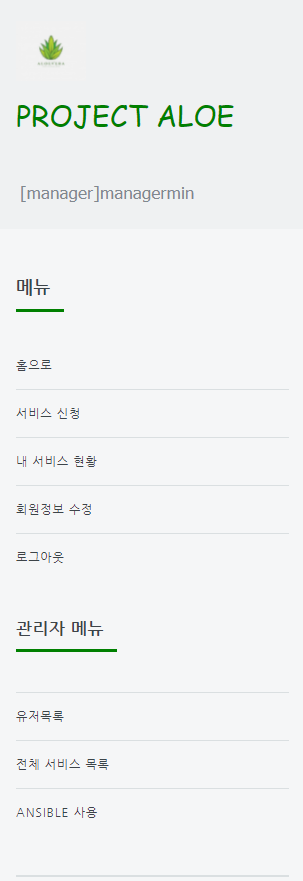 PROJECT ALOE
[manager]managermin
메뉴
홈으로
서비스 신청
내 서비스 현황
회원정보 수정
로그아웃
관리자 메뉴
유저목록
전체 서비스 목록
ANSIBLE 사용